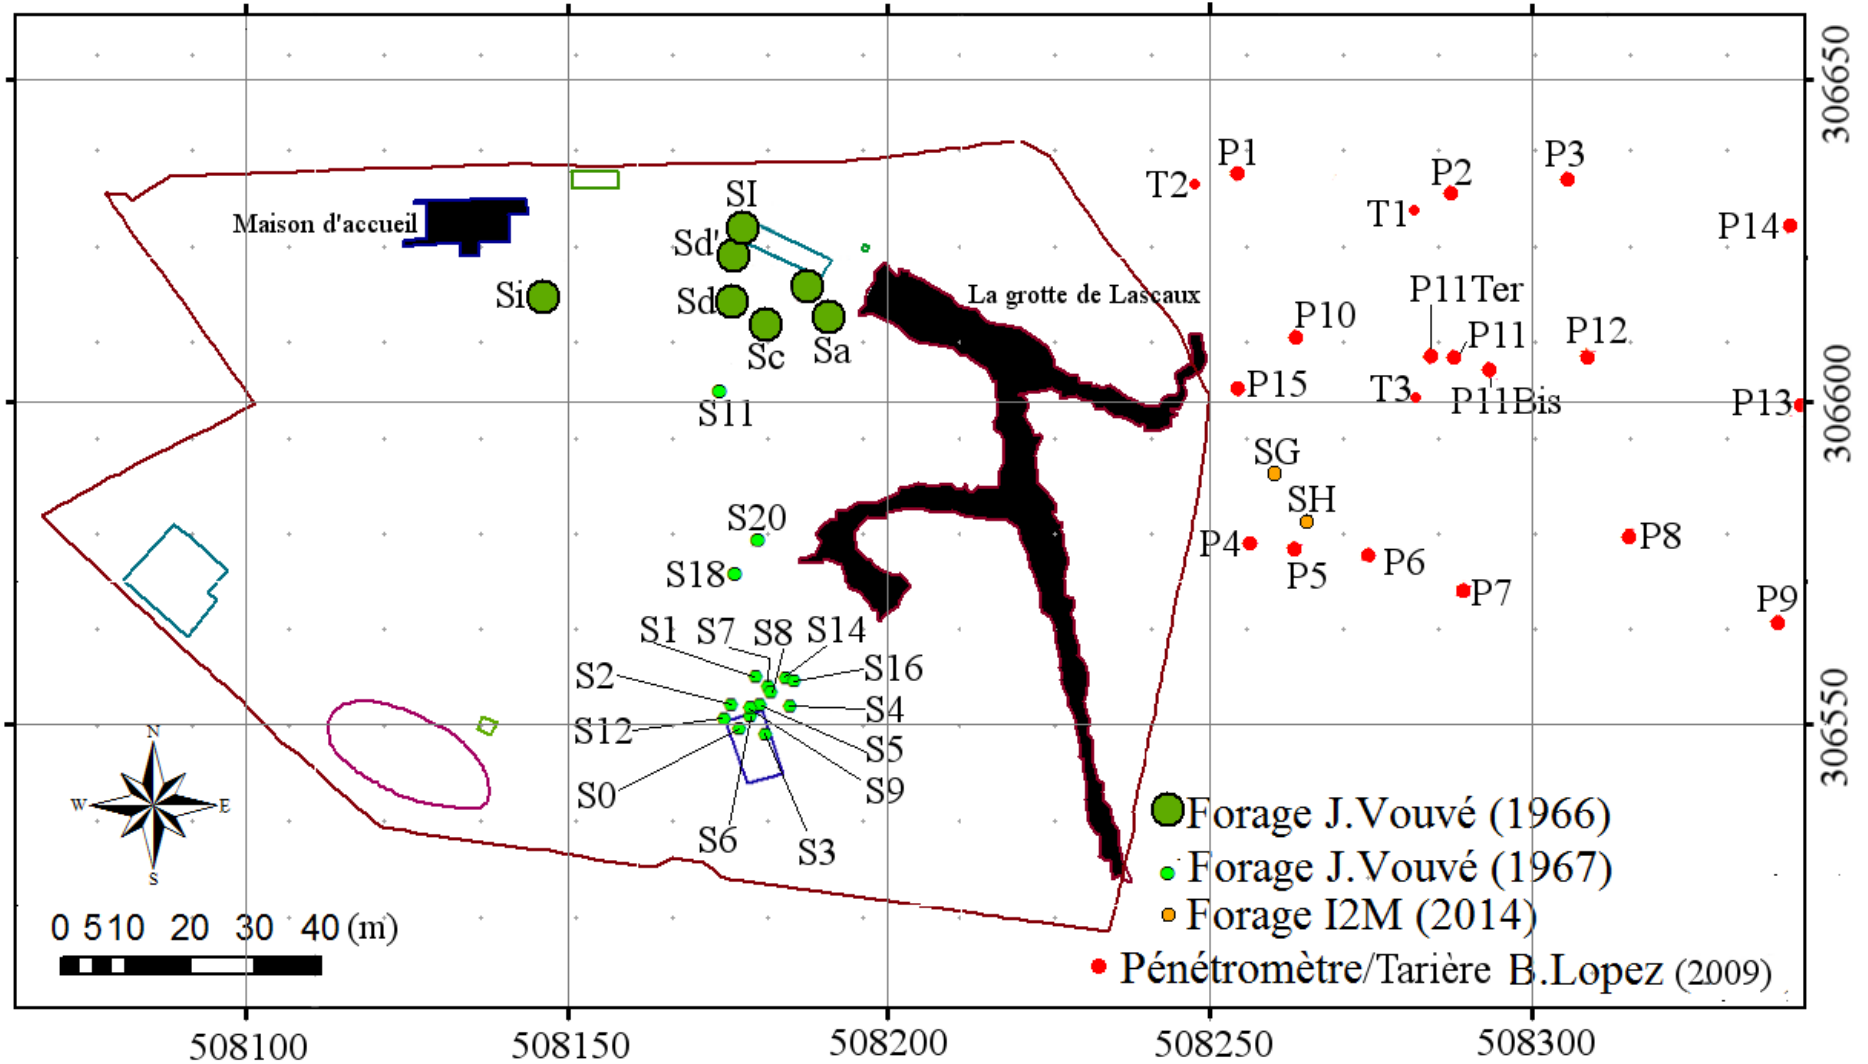 306650
P1
P2
P3
T2
T1
SI
P14
Maison d'accueil
Sd'
Si
Sd
La grotte de Lascaux
P11Ter
P10
P11
P12
Sc
Sa
P15
T3
P11Bis
P13
306600
S11
SG
SH
S20
P4
P5
P6
P8
S18
P7
P9
S1
S7
S8
S14
S16
S2
S4
S12
S5
S0
S9
S6
S3
306550
N
W
E
S
Forage J.Vouvé (1966)
Forage J.Vouvé (1967)
Forage I2M (2014)
Pénétromètre/Tarière B.Lopez (2009)
0 5 10 20 30 40 (m)
508100 508150 508200 508250 508300